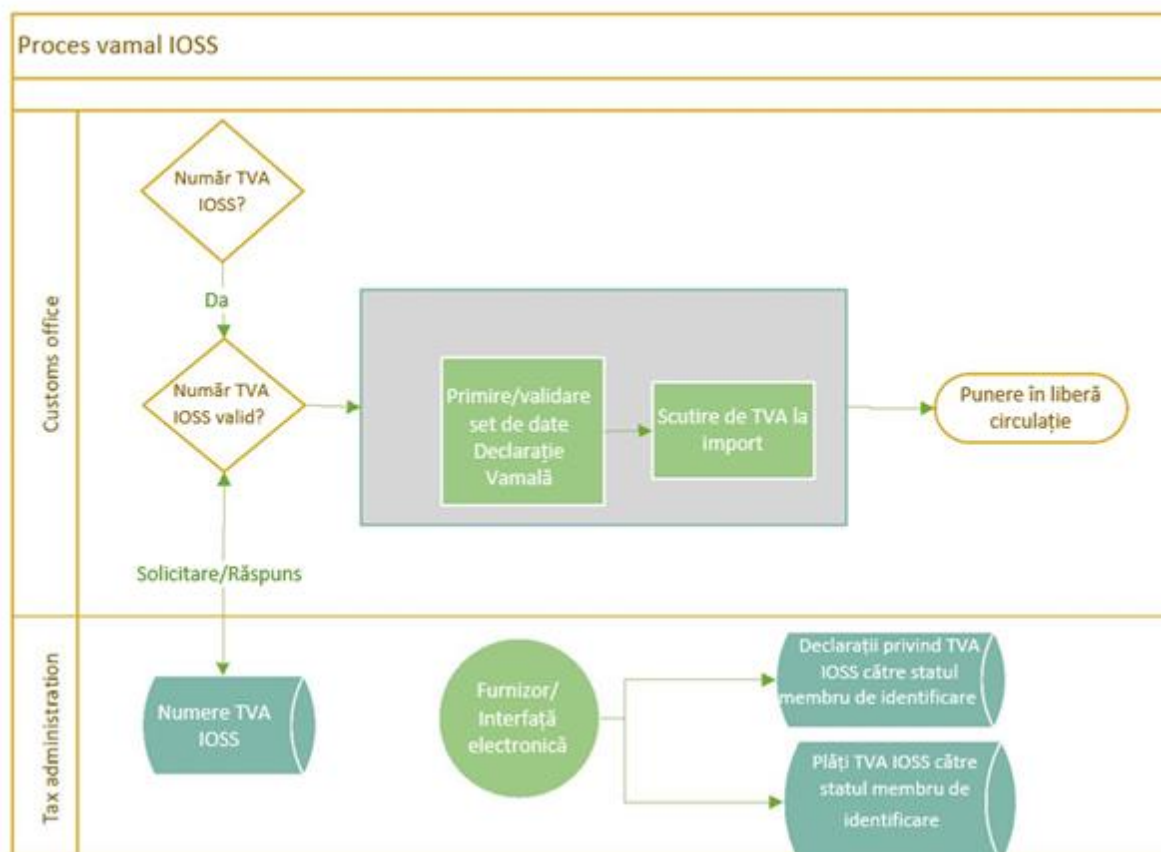 Proces vamal IOSS
Customs office
Număr TVA
IOSS?
Da
Număr TVA
IOSS valid?
Primire/validare
set de date
Declarație
Vamală
Scutire de TVA la
import
Punere în liberă
circulație
Solicitare/Răspuns
Tax administration
Numere TVA
IOSS
Furnizor/
Interfață
electronică
Declarații privind TVA
IOSS către statul
membru de identificare
Plăți TVA IOSS către
statul membru de
identificare